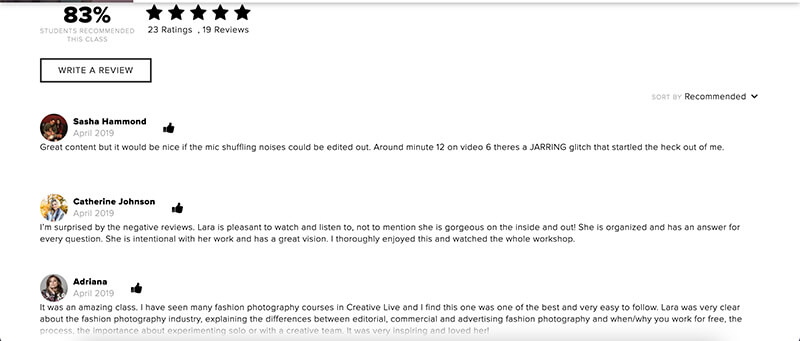 83%
STUDENTS RECOMMENDED
THIS CLASS
23 Ratings , 19 Reviews
WRITE A REVIEW
SORT BY Recommended
Sasha Hammond
April 2019
Great content but it would be nice if the mic shuffling noises could be edited out. Around minute 12 on video 6 theres a JARRING glitch that startled the heck out of me.
Catherine Johnson
April 2019
I'm surprised by the negative reviews. Lara is pleasant to watch and listen to, not to mention she is gorgeous on the inside and out! She is organized and has an answer for
every question. She is intentional with her work and has a great vision. I thoroughly enjoyed this and watched the whole workshop.
Adriana
April 2019
It was an amazing class. I have seen many fashion photography courses in Creative Live and I find this one was one of the best and very easy to follow. Lara was very clear
about the fashion photography industry, explaining the differences between editorial, commercial and advertising fashion photography and when/why you work for free, the
process, the importance about experimenting solo or with a creative team. It was very inspiring and loved her!